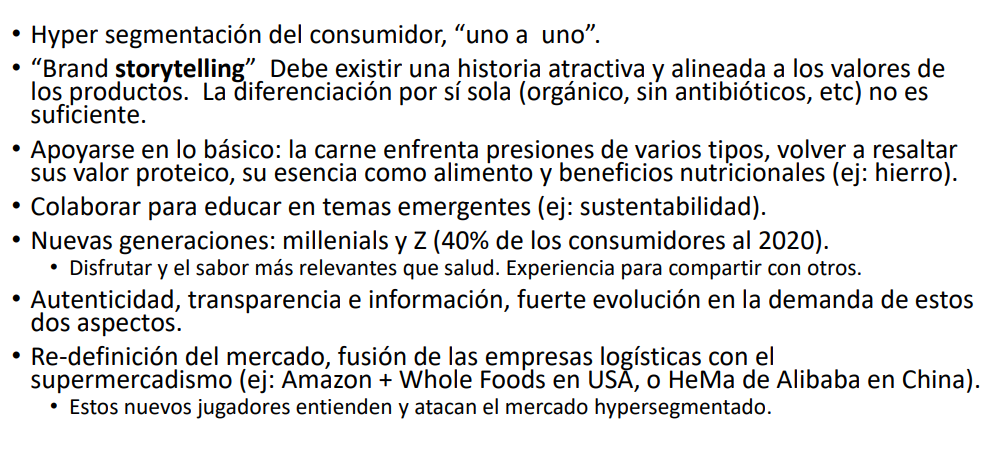 • Hyper segmentación del consumidor, “uno a  uno”.
• “Brand storytelling”  Debe existir una historia atractiva y alineada a los valores de
los productos.  La diferenciación por sí sola (orgánico, sin antibióticos, etc) no es
suficiente.
• Apoyarse en lo básico: la carne enfrenta presiones de varios tipos, volver a resaltar
sus valor proteico, su esencia como alimento y beneficios nutricionales (ej: hierro).
• Colaborar para educar en temas emergentes (ej: sustentabilidad).
• Nuevas generaciones: millenials y Z (40% de los consumidores al 2020).
• Disfrutar y el sabor más relevantes que salud. Experiencia para compartir con otros.
• Autenticidad, transparencia e información, fuerte evolución en la demanda de estos
dos aspectos.
• Re-definición del mercado, fusión de las empresas logísticas con el
supermercadismo (ej: Amazon + Whole Foods en USA, o HeMa de Alibaba en China).
• Estos nuevos jugadores entienden y atacan el mercado hypersegmentado.